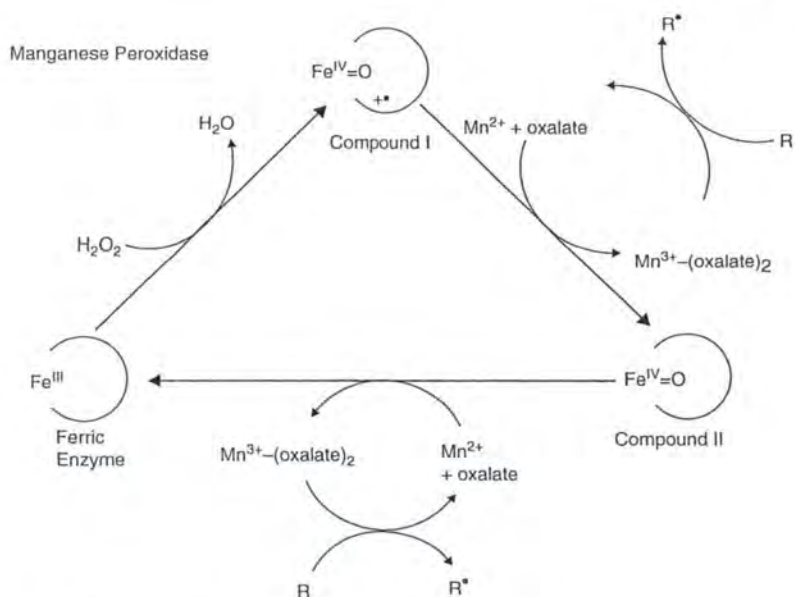 Manganese Peroxidase
Fe^IV=O
+•
Compound I
R•
H₂O
Mn²⁺ + oxalate
R
H₂O₂
Mn³⁺–(oxalate)₂
Fe^III
Ferric
Enzyme
Fe^IV=O
Compound II
Mn³⁺–(oxalate)₂
Mn²⁺
+ oxalate
R
R•